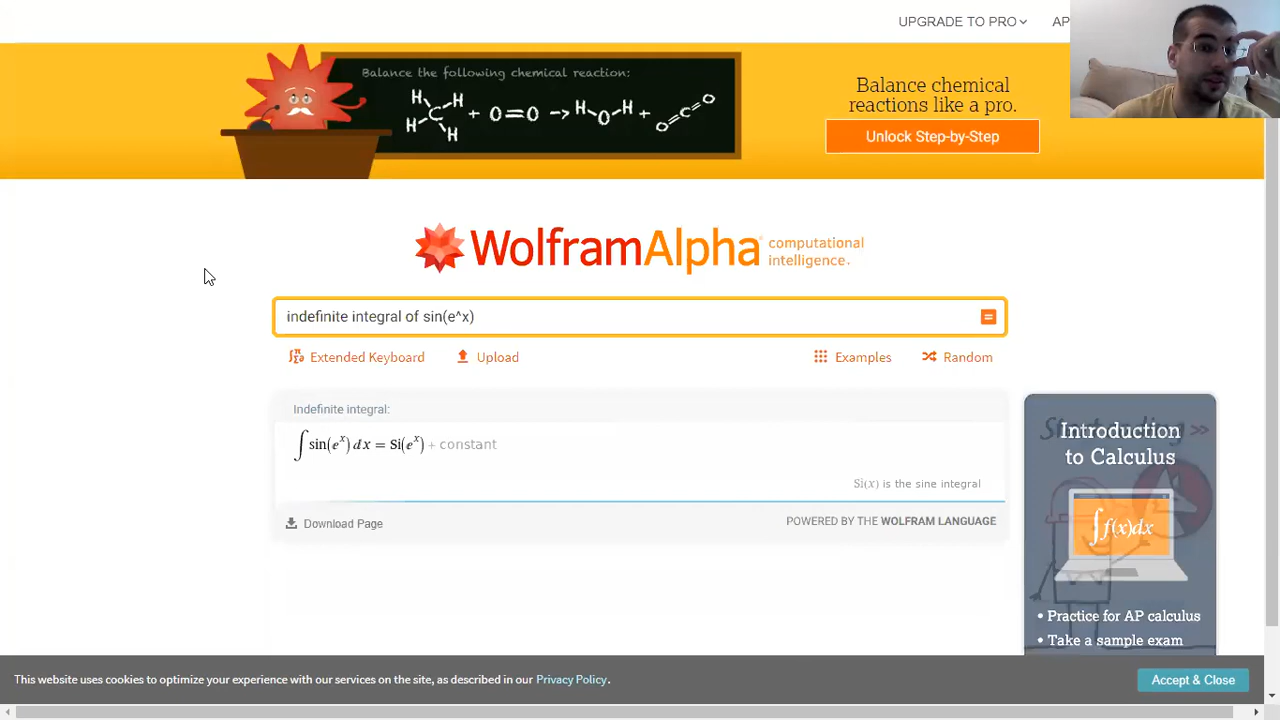 UPGRADE TO PRO
AP
Balance the following chemical reaction:
H H + O=O -> H O H + O C O
C
H H
Balance chemical
reactions like a pro.
Unlock Step-by-Step
WolframAlpha computational
intelligence.
indefinite integral of sin(e^x)
=
Extended Keyboard Upload Examples Random
Indefinite integral:
∫ sin(e^x) dx = Si(e^x) + constant
Si(x) is the sine integral
Download Page
POWERED BY THE WOLFRAM LANGUAGE
Introduction
to Calculus
∫f(x)dx
• Practice for AP calculus
• Take a sample exam
This website uses cookies to optimize your experience with our services on the site, as described in our Privacy Policy.
Accept & Close